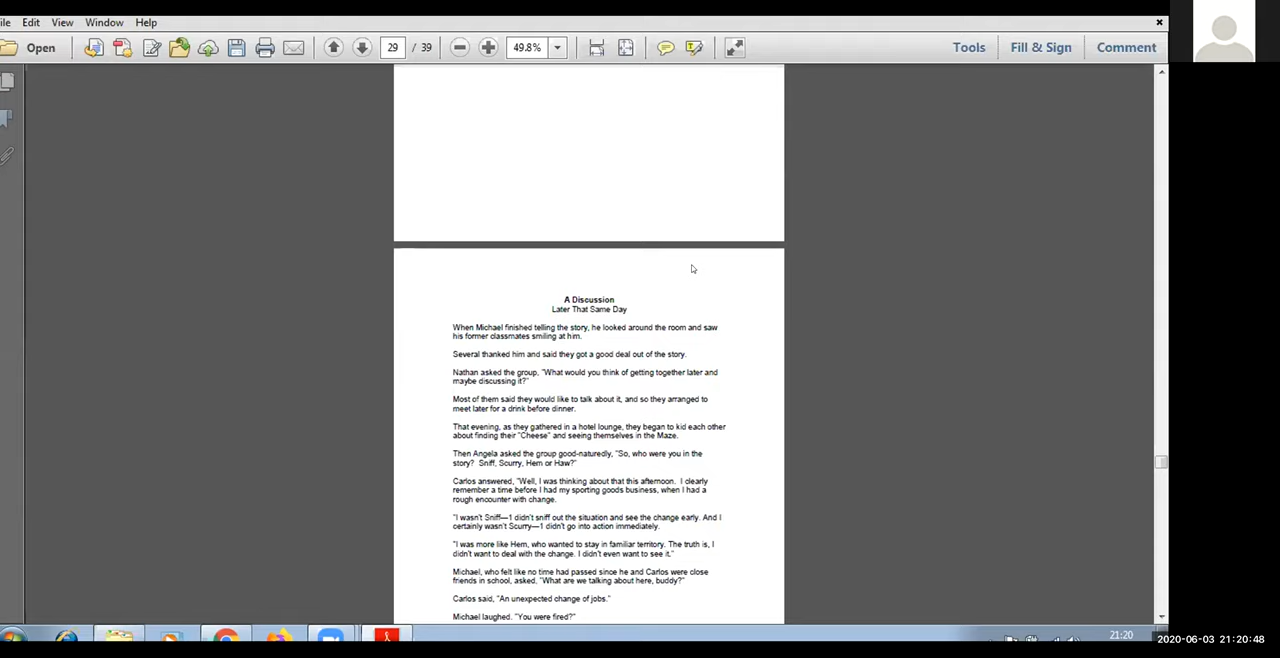 ile Edit View Window Help
Open 29 / 39 49.8% Tools Fill & Sign Comment
A Discussion
Later That Same Day
When Michael finished telling the story, he looked around the room and saw
his former classmates smiling at him.
Several thanked him and said they got a good deal out of the story.
Nathan asked the group, "What would you think of getting together later and
maybe discussing it?"
Most of them said they would like to talk about it, and so they arranged to
meet later for a drink before dinner.
That evening, as they gathered in a hotel lounge, they began to kid each other
about finding their "Cheese" and seeing themselves in the Maze.
Then Angela asked the group good-naturedly, "So, who were you in the
story? Sniff, Scurry, Hem or Haw?"
Carlos answered, "Well, I was thinking about that this afternoon. I clearly
remember a time before I had my sporting goods business, when I had a
rough encounter with change.
"I wasn't Sniff—1 didn't sniff out the situation and see the change early. And I
certainly wasn't Scurry—1 didn't go into action immediately.
"I was more like Hem, who wanted to stay in familiar territory. The truth is, I
didn't want to deal with the change. I didn't even want to see it."
Michael, who felt like no time had passed since he and Carlos were close
friends in school, asked, "What are we talking about here, buddy?"
Carlos said, "An unexpected change of jobs."
Michael laughed. "You were fired?"
21:20
2020-06-03 21:20:48